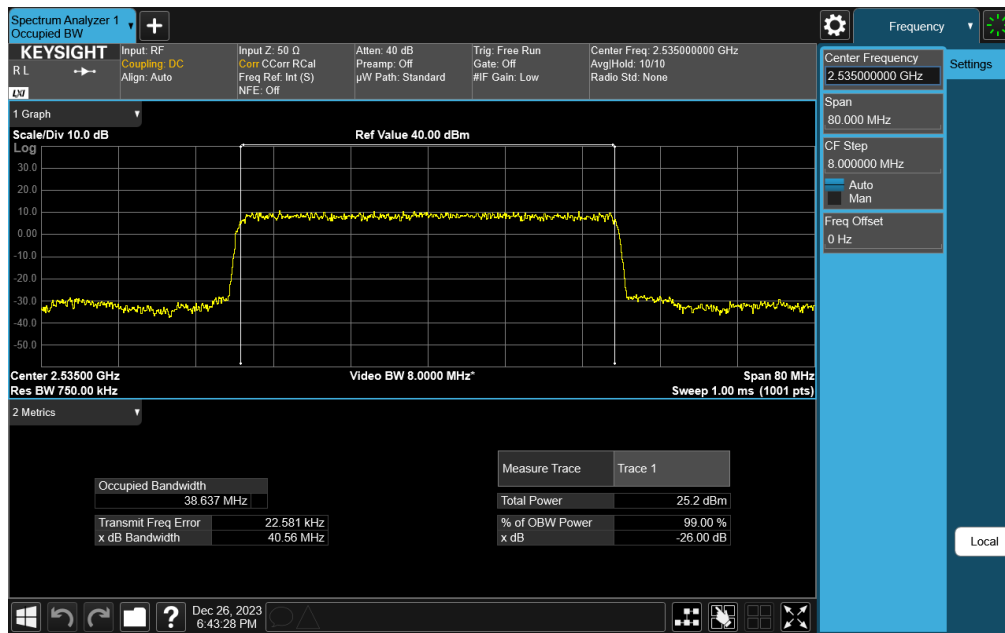 Spectrum Analyzer 1
Occupied BW
Frequency
KEYSIGHT
R L
LXI
Input: RF
Coupling: DC
Align: Auto
Input Z: 50 Ω
Corr CCorr RCal
Freq Ref: Int (S)
NFE: Off
Atten: 40 dB
Preamp: Off
µW Path: Standard
Trig: Free Run
Gate: Off
#IF Gain: Low
Center Freq: 2.535000000 GHz
Avg|Hold: 10/10
Radio Std: None
Center Frequency
2.535000000 GHz
Settings
Span
80.000 MHz
CF Step
8.000000 MHz
Auto
Man
Freq Offset
0 Hz
1 Graph
Scale/Div 10.0 dB
Ref Value 40.00 dBm
Log
30.0
20.0
10.0
0.00
-10.0
-20.0
-30.0
-40.0
-50.0
Center 2.53500 GHz
Video BW 8.0000 MHz*
Span 80 MHz
Res BW 750.00 kHz
Sweep 1.00 ms (1001 pts)
2 Metrics
Measure Trace Trace 1
Occupied Bandwidth
38.637 MHz
Total Power 25.2 dBm
Transmit Freq Error 22.581 kHz
% of OBW Power 99.00 %
x dB Bandwidth 40.56 MHz
x dB -26.00 dB
Local
?
Dec 26, 2023
6:43:28 PM